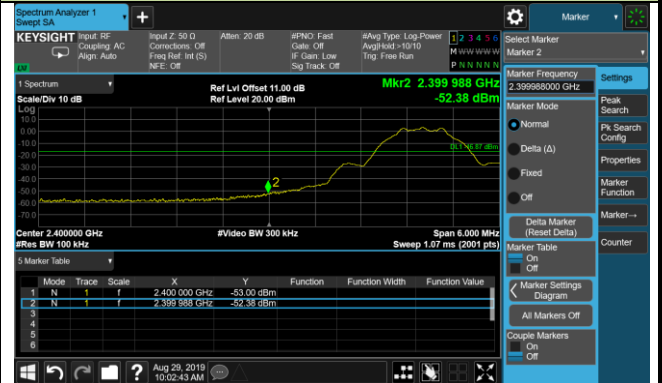 Spectrum Analyzer 1
Swept SA
Marker
KEYSIGHT
Input: RF
Coupling: AC
Align: Auto
Input Z: 50 Ω
Corrections: Off
Freq Ref: Int (S)
NFE: Off
Atten: 20 dB
#PNO: Fast
Gate: Off
IF Gain: Low
Sig Track: Off
#Avg Type: Log-Power
Avg|Hold:>10/10
Trig: Free Run
1 2 3 4 5 6
M W W W W W
P N N N N N
LXI
1 Spectrum
Scale/Div 10 dB
Log
Ref Lvl Offset 11.00 dB
Ref Level 20.00 dBm
Mkr2 2.399 988 GHz
-52.38 dBm
10.0
0.00
-10.0
-20.0
-30.0
-40.0
-50.0
-60.0
-70.0
2
Center 2.400000 GHz
#Res BW 100 kHz
#Video BW 300 kHz
Span 6.000 MHz
Sweep 1.07 ms (2001 pts)
5 Marker Table
Mode Trace Scale X Y Function Function Width Function Value
1 N 1 f 2.400 000 GHz -53.00 dBm
2 N 1 f 2.399 988 GHz -52.38 dBm
3
4
5
6
Aug 29, 2019
10:02:43 AM
Select Marker
Marker 2
Marker Frequency
2.399988000 GHz
Marker Mode
Normal
Delta (Δ)
Fixed
Off
Delta Marker
(Reset Delta)
Marker Table
On
Off
Marker Settings
Diagram
All Markers Off
Couple Markers
On
Off
Settings
Peak
Search
Pk Search
Config
Properties
Marker
Function
Marker→
Counter